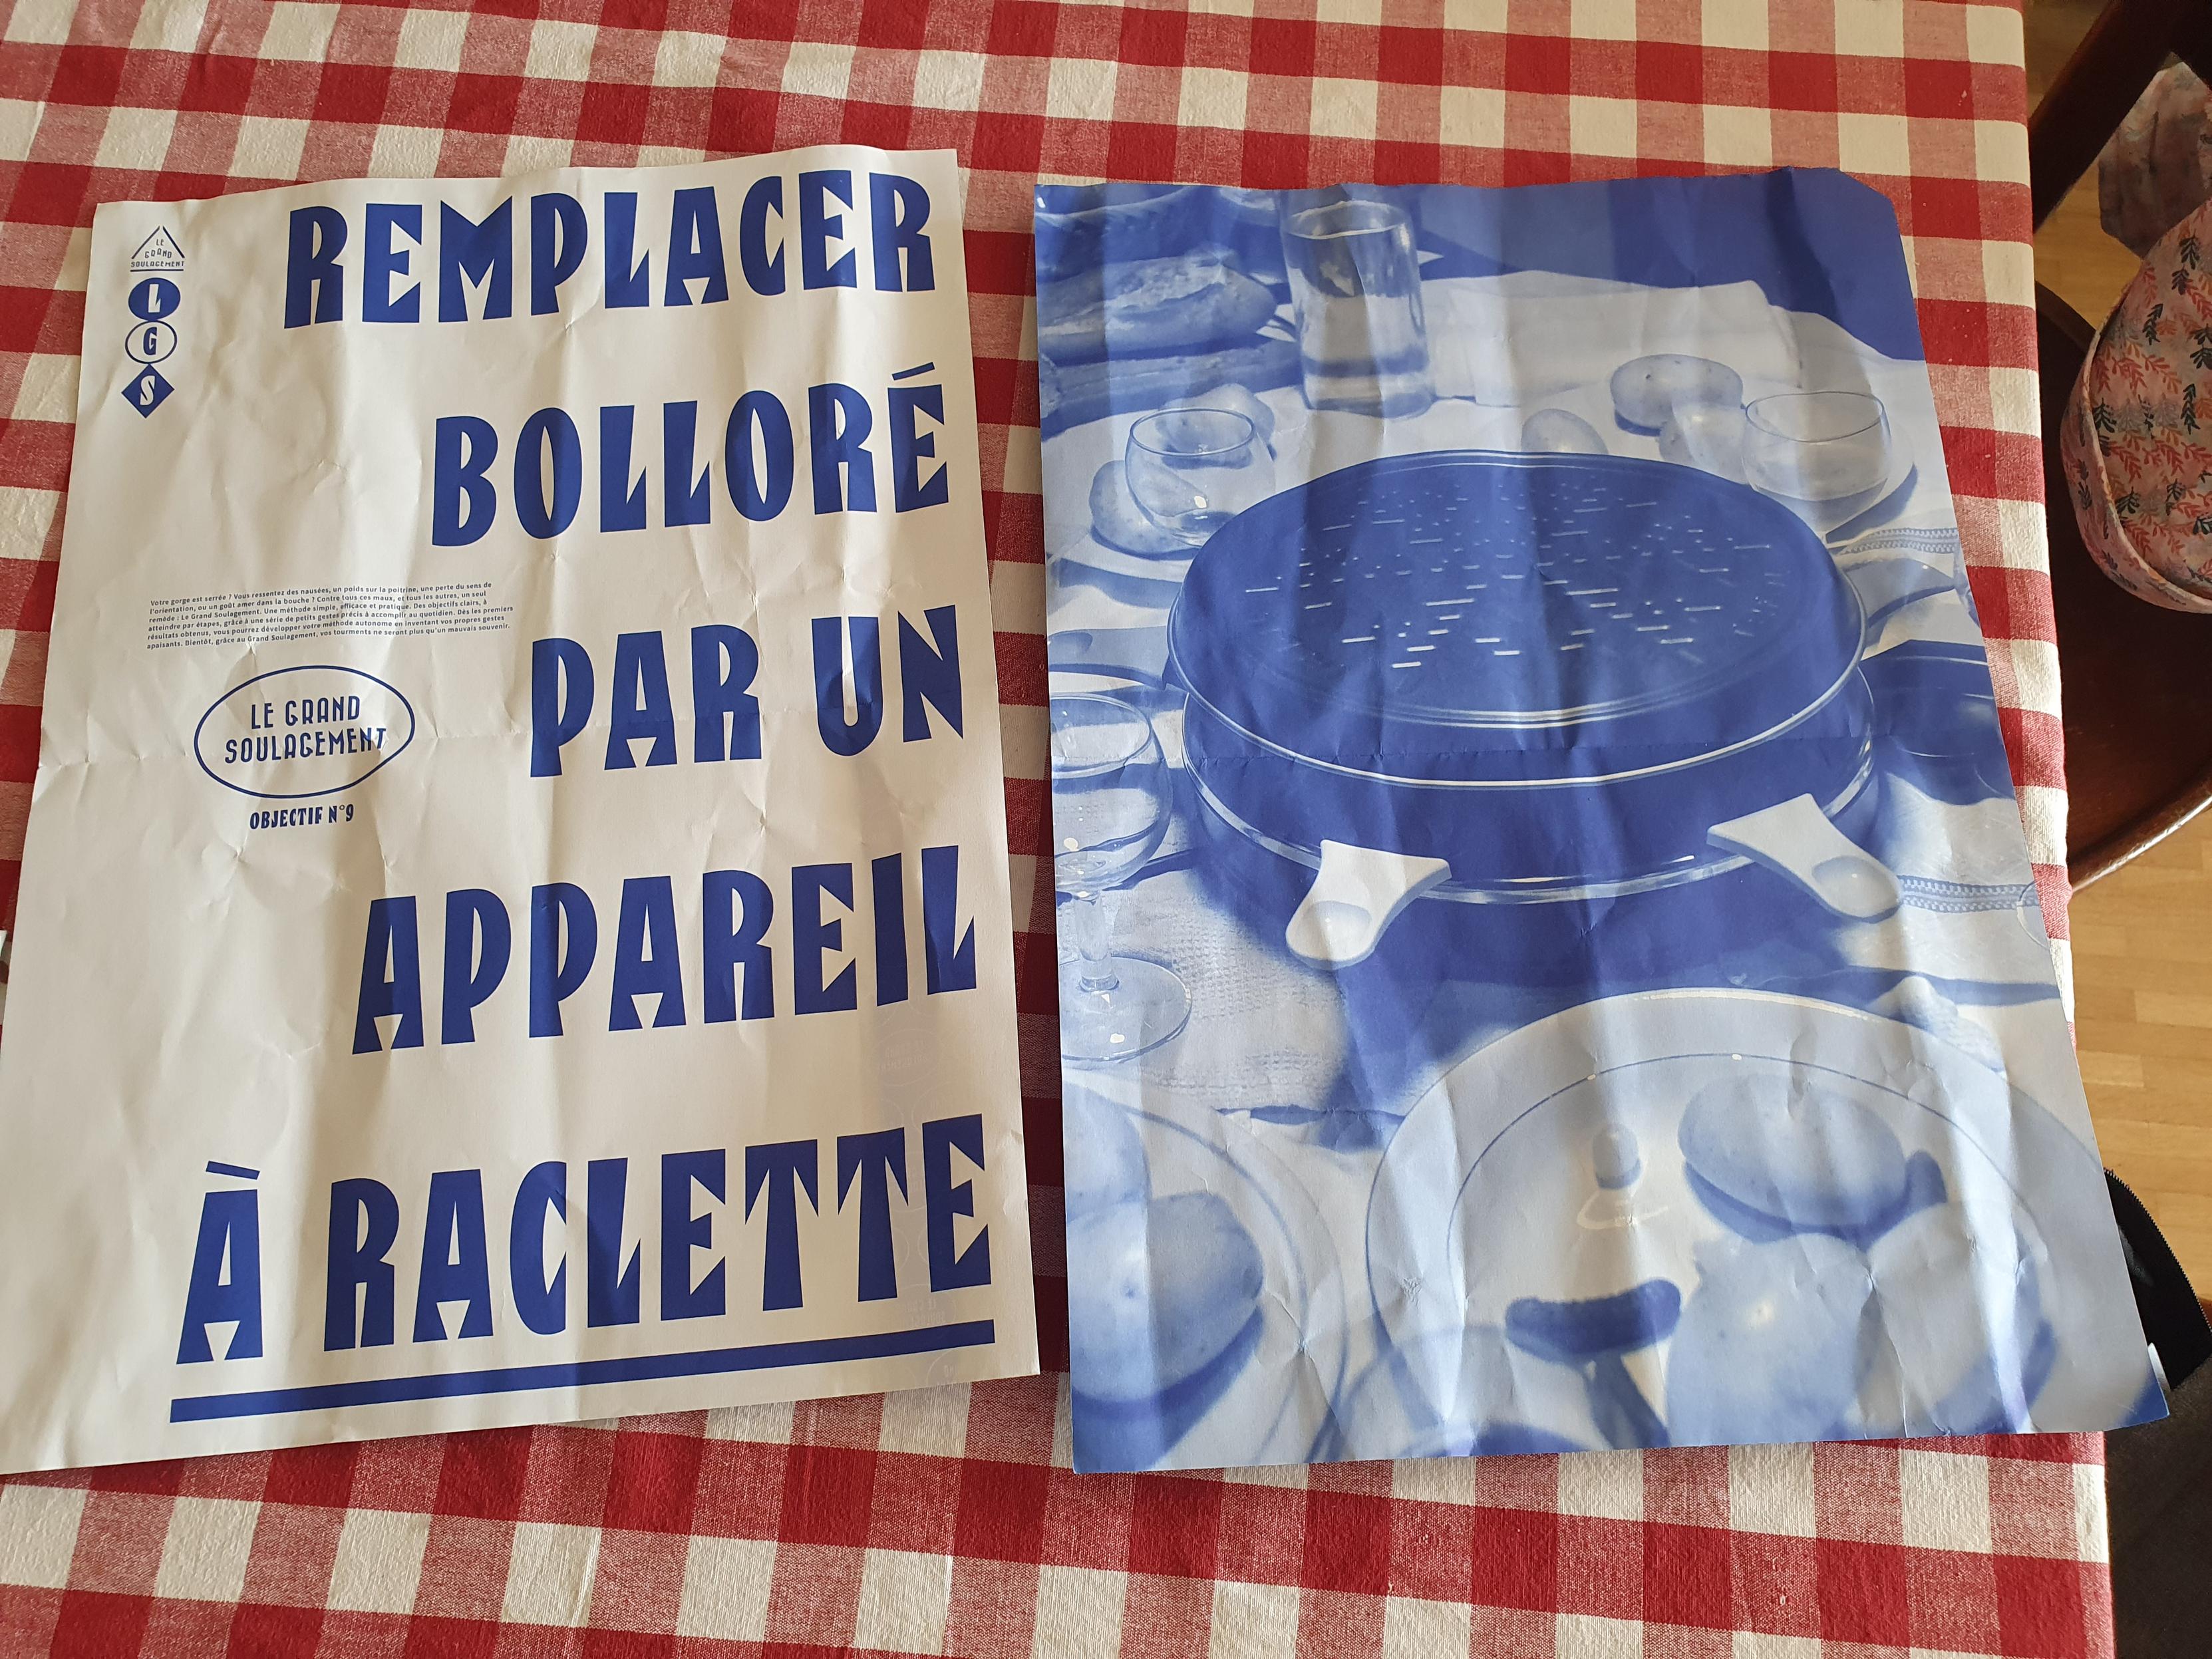 LE
GRAND
SOULAGEMENT
L
G
S
REMPLACER
BOLLORÉ
PAR UN
APPAREIL
À RACLETTE
Votre gorge est serrée ? Vous ressentez des nausées, un poids sur la poitrine, une perte du sens de
l'orientation, ou un goût amer dans la bouche ? Contre tous ces maux, et tous les autres, un seul
remède : Le Grand Soulagement. Une méthode simple, efficace et pratique. Des objectifs clairs, à
atteindre par étapes, grâce à une série de petits gestes précis à accomplir au quotidien. Dès les premiers
résultats obtenus, vous pourrez développer votre méthode autonome en inventant vos propres gestes
apaisants. Bientôt, grâce au Grand Soulagement, vos tourments ne seront plus qu'un mauvais souvenir.
LE GRAND
SOULAGEMENT
OBJECTIF N°9